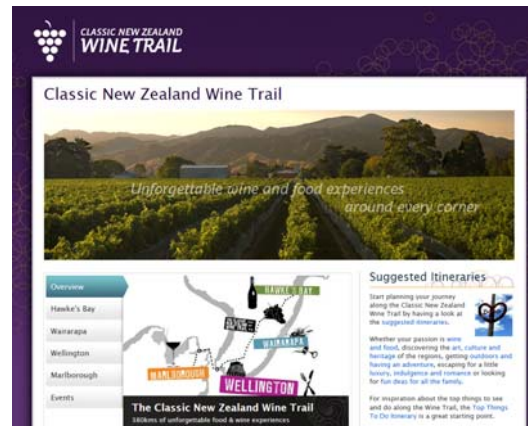 CLASSIC NEW ZEALAND
WINE TRAIL
Classic New Zealand Wine Trail
Unforgettable wine and food experiences
around every corner
Overview
Hawke's Bay
Wairarapa
Wellington
Marlborough
Events
HAWKE'S BAY
WAIRARAPA
MARLBOROUGH
WELLINGTON
The Classic New Zealand Wine Trail
380kms of unforgettable food & wine experiences
Suggested Itineraries
Start planning your journey
along the Classic New Zealand
Wine Trail by having a look at
the suggested itineraries.
Whether your passion is wine
and food, discovering the art, culture and
heritage of the regions, getting outdoors and
having an adventure, escaping for a little
luxury, indulgence and romance or looking
for fun ideas for all the family.
For inspiration about the top things to see
and do along the Wine Trail, the Top Things
To Do Itinerary is a great starting point.